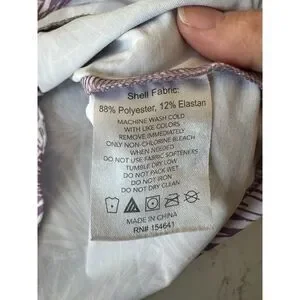 Shell Fabric:
88% Polyester, 12% Elastan
MACHINE WASH COLD
WITH LIKE COLORS
REMOVE IMMEDIATELY
ONLY NON-CHLORINE BLEACH
WHEN NEEDED
DO NOT USE FABRIC SOFTENERS
TUMBLE DRY LOW
DO NOT PACK WET
DO NOT IRON
DO NOT DRY CLEAN
MADE IN CHINA
RN# 154641